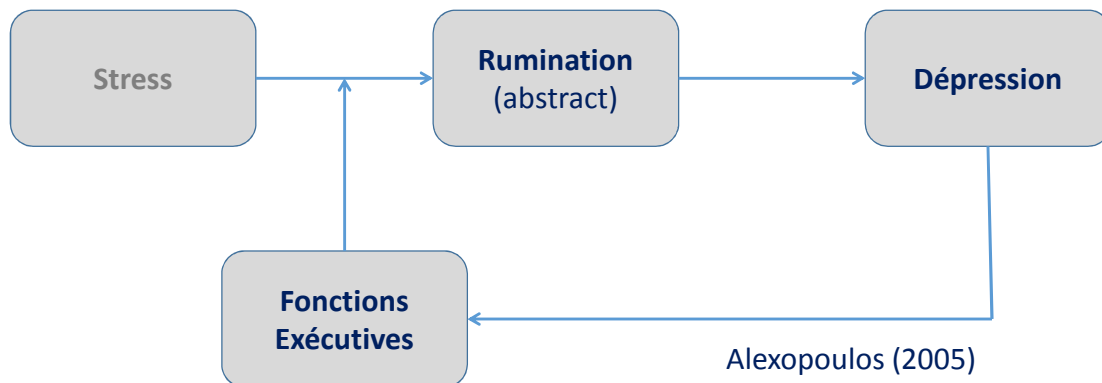 Stress
Rumination
(abstract)
Dépression
Fonctions
Exécutives
Alexopoulos (2005)